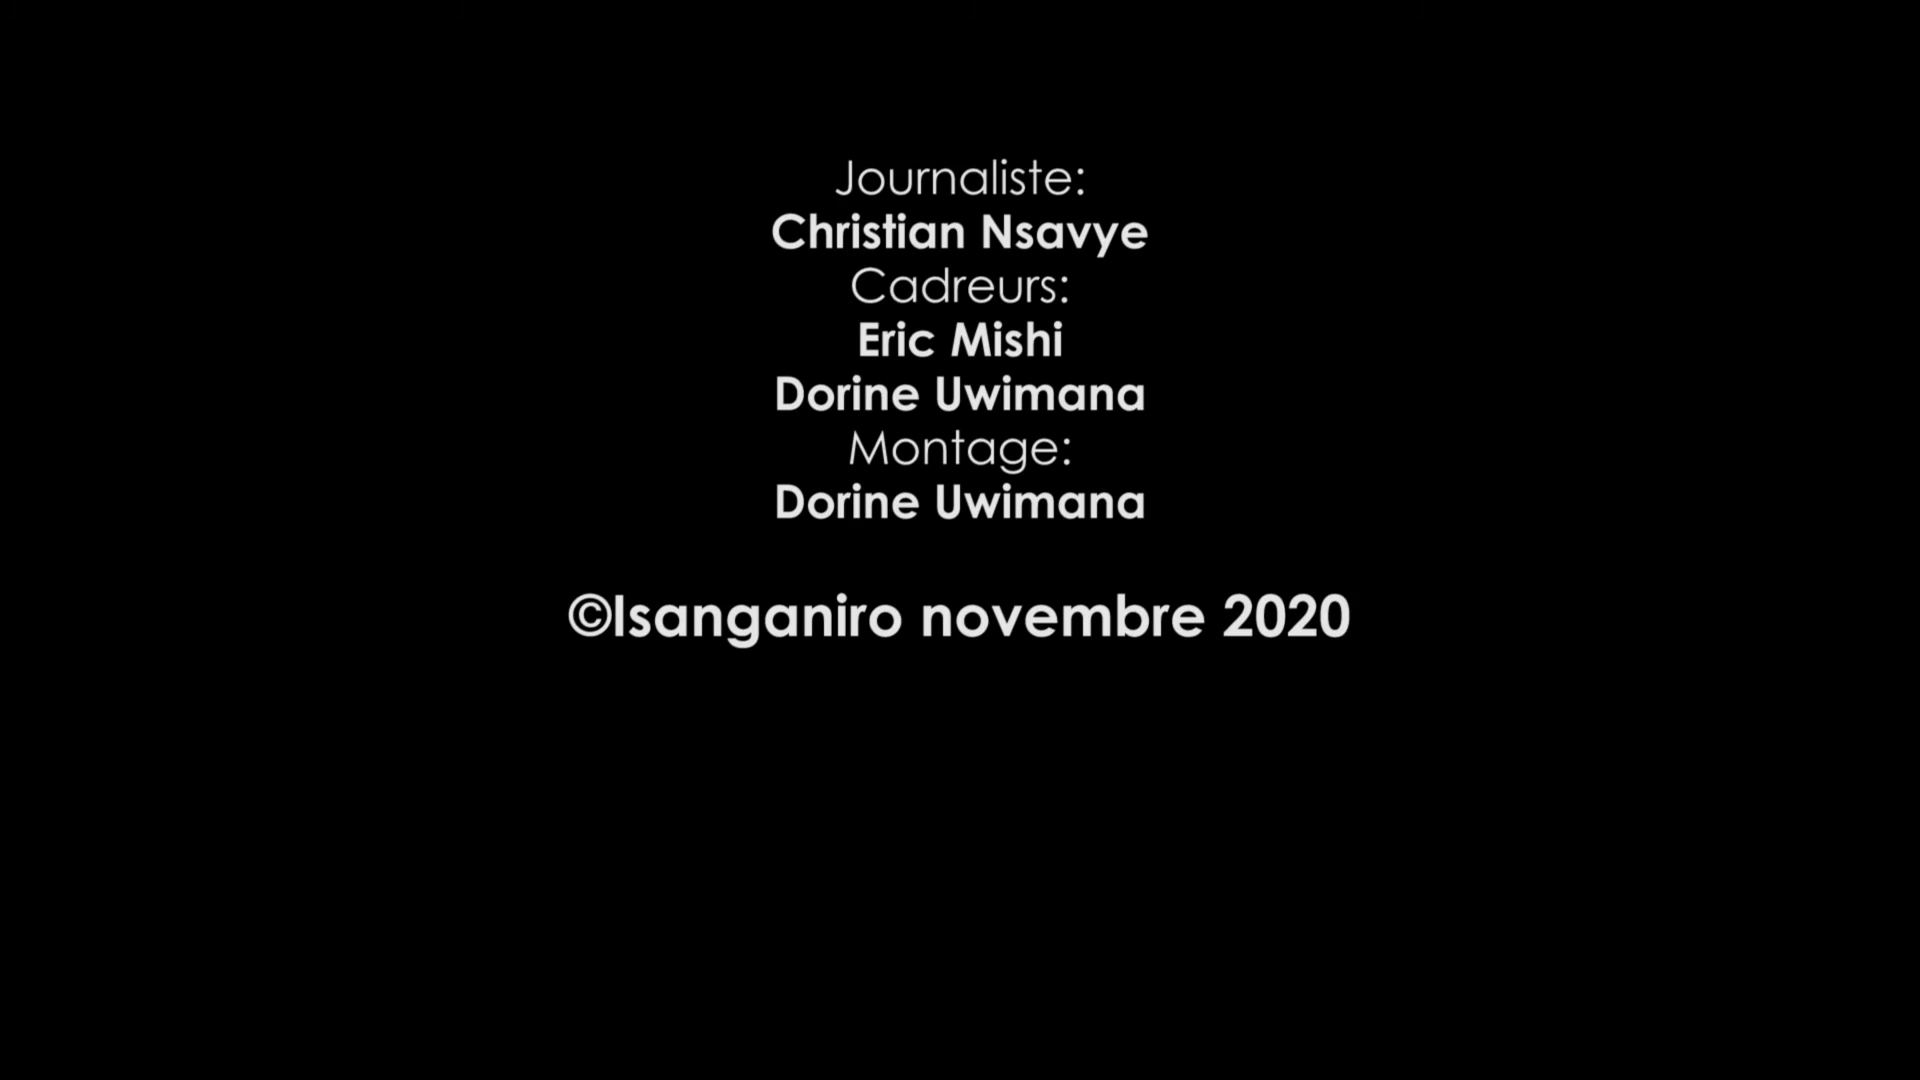 Journaliste:
Christian Nsavye
Cadreurs:
Eric Mishi
Dorine Uwimana
Montage:
Dorine Uwimana
©Isanganiro novembre 2020